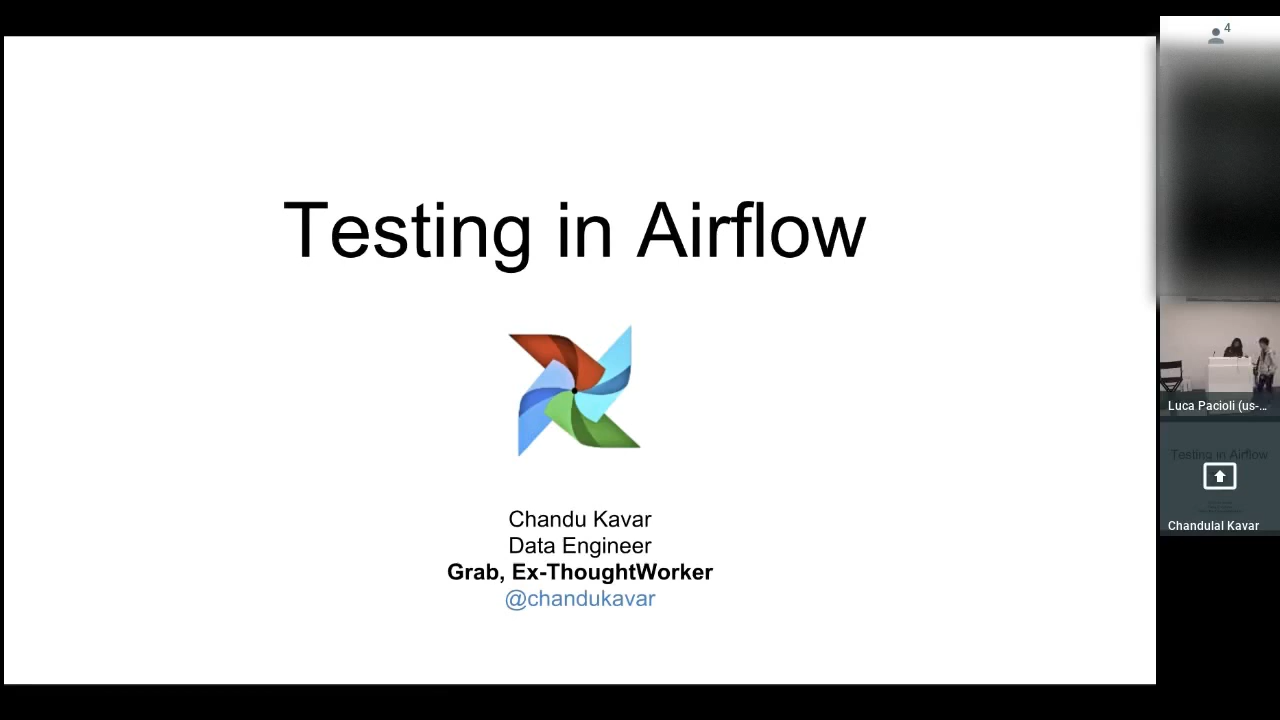 Testing in Airflow
Chandu Kavar
Data Engineer
Grab, Ex-ThoughtWorker
@chandukavar
4
Luca Pacioli (us-...
Testing in Airflow
Chandulal Kavar